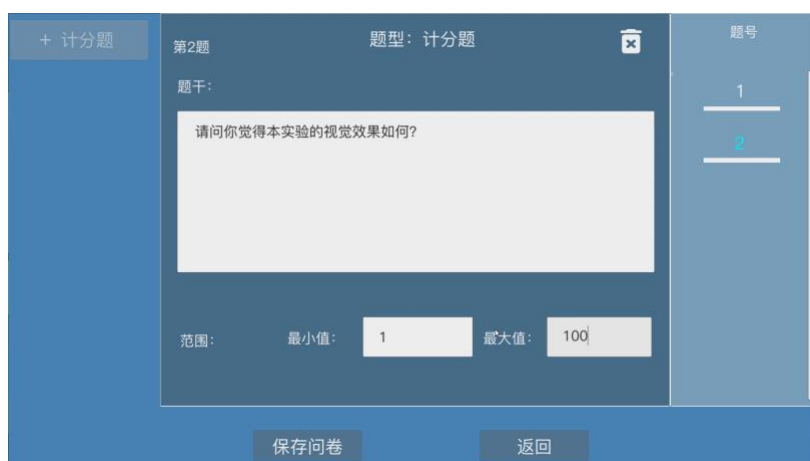 + 计分题
第2题
题型：计分题
题号
题干：
请问你觉得本实验的视觉效果如何?
1
2
范围：
最小值：
1
最大值：
100
保存问卷
返回